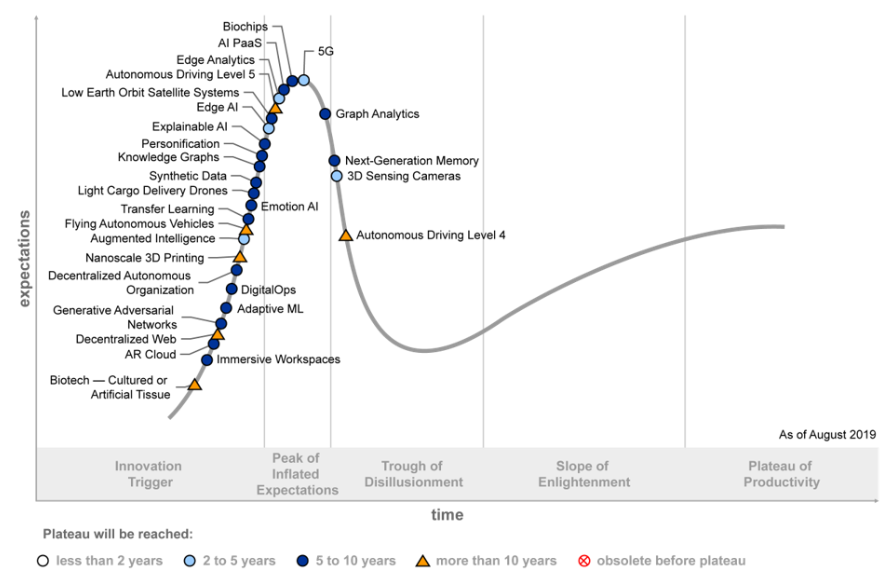 Biochips
AI PaaS
5G
Edge Analytics
Autonomous Driving Level 5
Low Earth Orbit Satellite Systems
Edge AI
Graph Analytics
Explainable AI
Personification
Knowledge Graphs
Next-Generation Memory
Synthetic Data
3D Sensing Cameras
Light Cargo Delivery Drones
Transfer Learning
Emotion AI
Flying Autonomous Vehicles
Augmented Intelligence
Autonomous Driving Level 4
Nanoscale 3D Printing
Decentralized Autonomous
Organization
DigitalOps
Generative Adversarial
Networks
Adaptive ML
Decentralized Web
AR Cloud
Immersive Workspaces
Biotech — Cultured or
Artificial Tissue
expectations
As of August 2019
Innovation
Trigger
Peak of
Inflated
Expectations
Trough of
Disillusionment
Slope of
Enlightenment
Plateau of
Productivity
time
Plateau will be reached:
less than 2 years
2 to 5 years
5 to 10 years
more than 10 years
obsolete before plateau